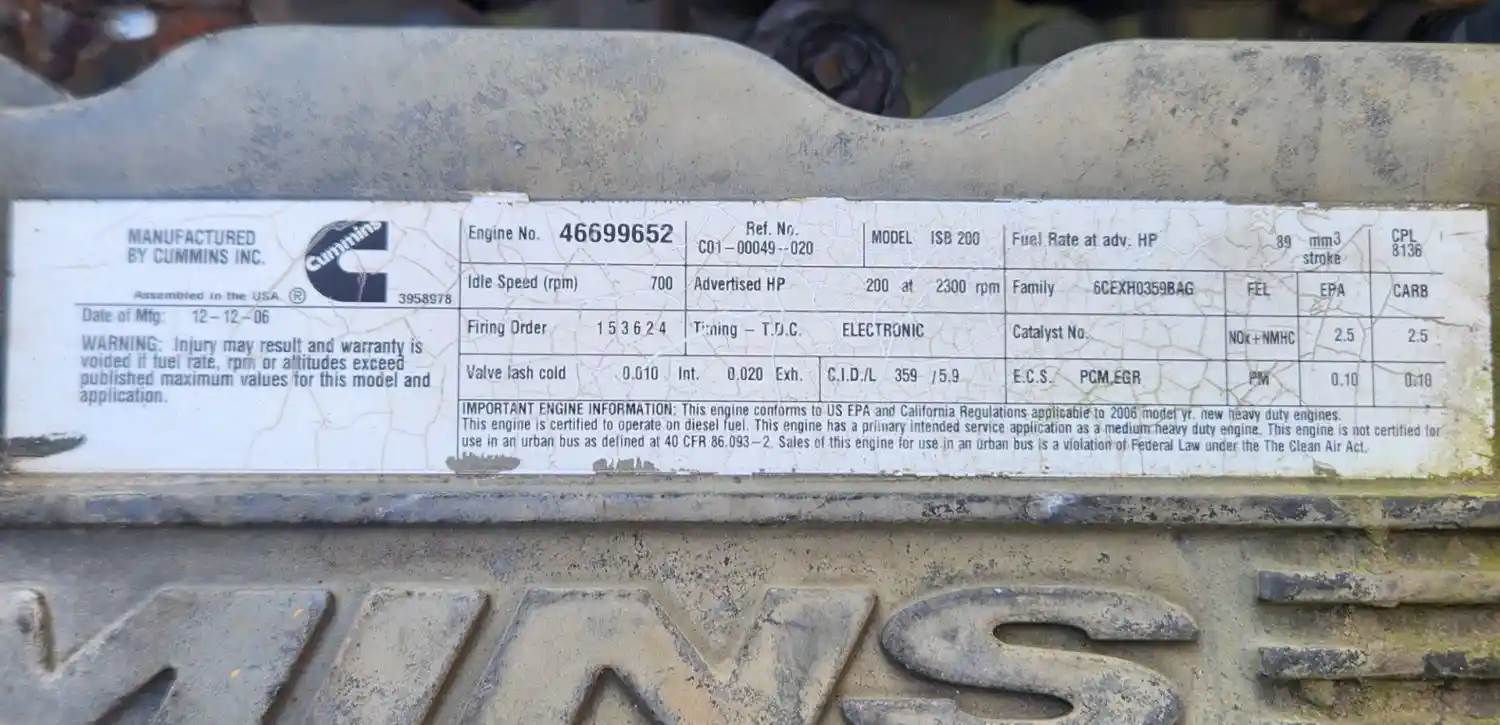 MANUFACTURED
BY CUMMINS INC.
Cummins
Assembled in the USA ®
3958978
Date of Mfg: 12-12-06
WARNING: Injury may result and warranty is
voided if fuel rate, rpm or altitudes exceed
published maximum values for this model and
application.
Engine No. 46699652
Ref. No.
C01-00049-020
MODEL ISB 200
Fuel Rate at adv. HP 89 mm3
stroke
CPL
8136
Idle Speed (rpm) 700
Advertised HP 200 at 2300 rpm
Family 6CEXH0359BAG
FEL EPA CARB
Firing Order 1 5 3 6 2 4
Timing - T.D.C. ELECTRONIC
Catalyst No.
NOx+NMHC 2.5 2.5
Valve lash cold 0.010 Int. 0.020 Exh.
C.I.D./L 359 /5.9
E.C.S. PCM,EGR
PM 0.10 0.10
IMPORTANT ENGINE INFORMATION: This engine conforms to US EPA and California Regulations applicable to 2006 model yr. new heavy duty engines.
This engine is certified to operate on diesel fuel. This engine has a primary intended service application as a medium heavy duty engine. This engine is not certified for
use in an urban bus as defined at 40 CFR 86.093-2. Sales of this engine for use in an urban bus is a violation of Federal Law under the The Clean Air Act.
MINS